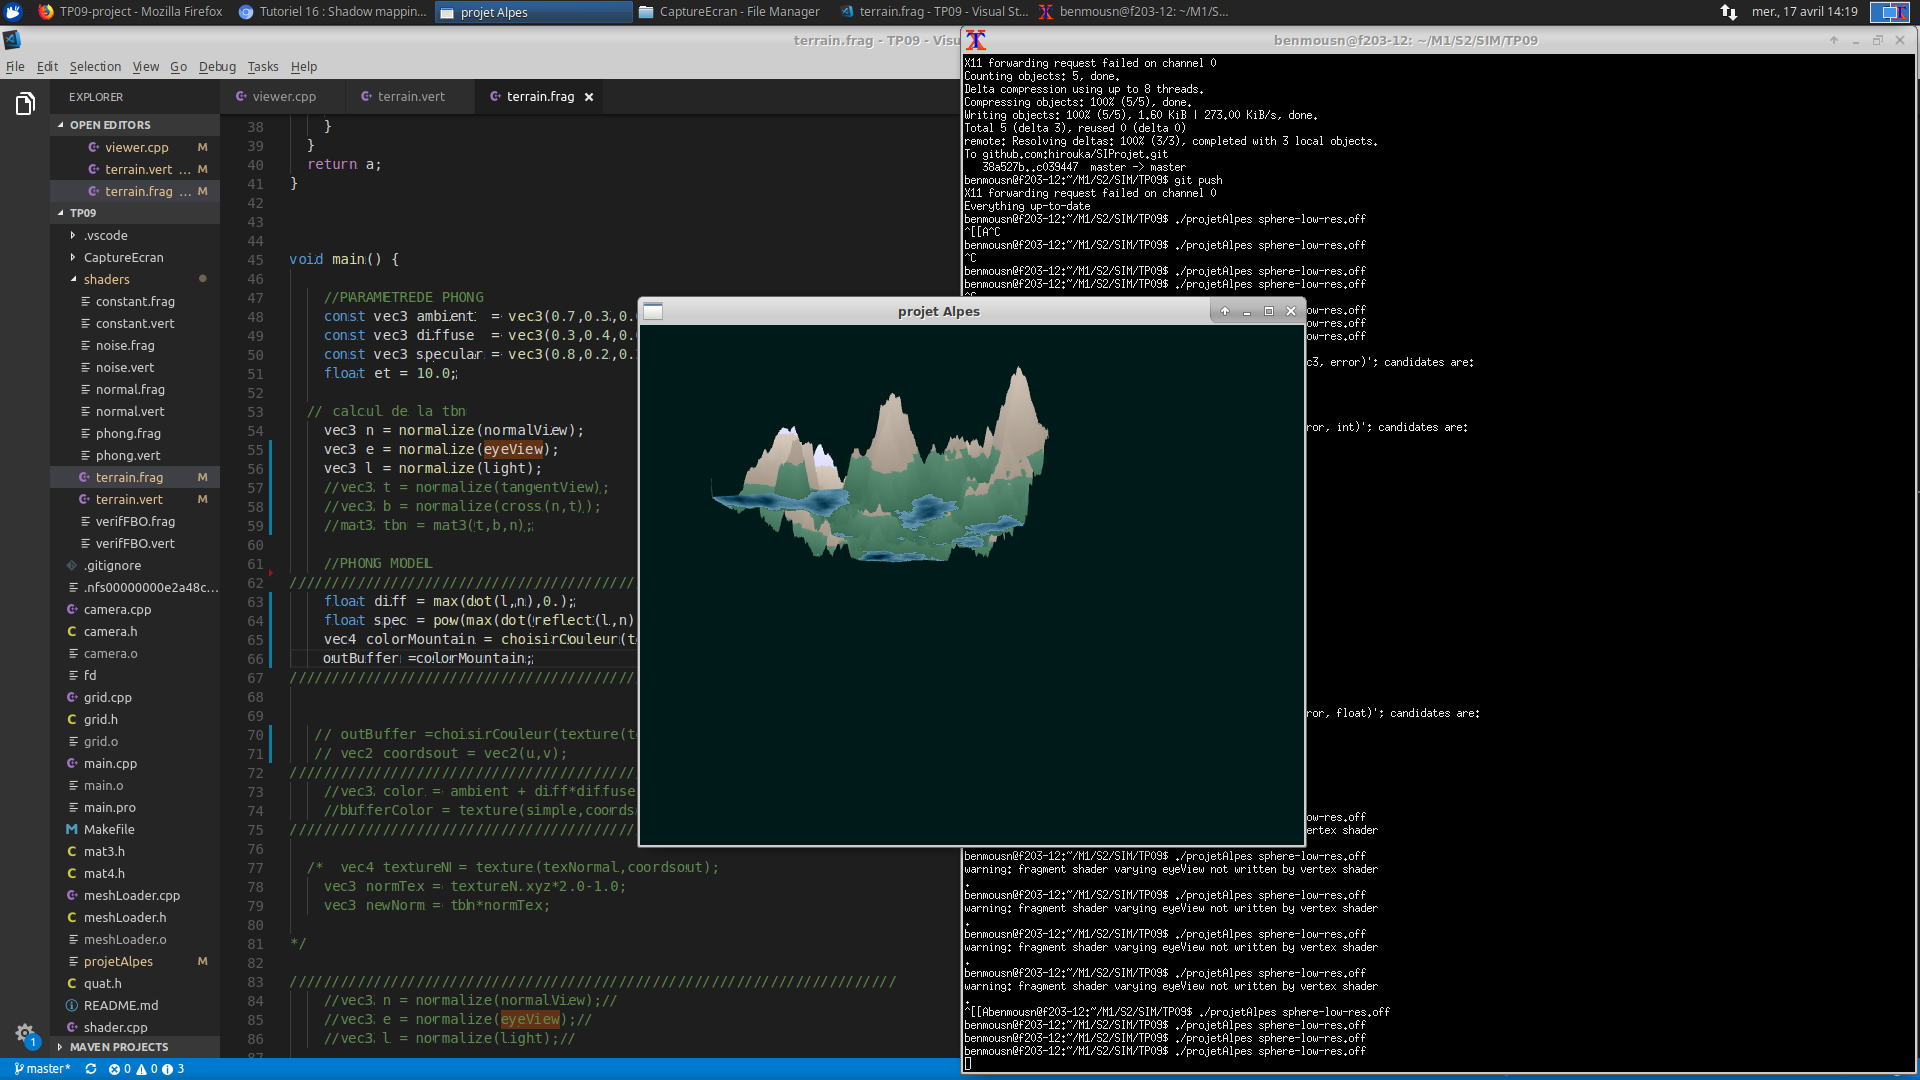 TP09-project - Mozilla Firefox
Tutoriel 16 : Shadow mappin...
projet Alpes
CaptureEcran - File Manager
terrain.frag - TP09 - Visual St...
benmousn@f203-12: ~/M1/S...
mer., 17 avril 14:19
terrain.frag - TP09 - Visu
File Edit Selection View Go Debug Tasks Help
EXPLORER
OPEN EDITORS
viewer.cpp M
terrain.vert ... M
terrain.frag ... M
TP09
.vscode
CaptureEcran
shaders
constant.frag
constant.vert
noise.frag
noise.vert
normal.frag
normal.vert
phong.frag
phong.vert
terrain.frag M
terrain.vert M
verifFBO.frag
verifFBO.vert
.gitignore
.nfs00000000e2a48c...
camera.cpp
camera.h
camera.o
fd
grid.cpp
grid.h
grid.o
main.cpp
main.o
main.pro
Makefile
mat3.h
mat4.h
meshLoader.cpp
meshLoader.h
meshLoader.o
projetAlpes M
quat.h
README.md
shader.cpp
MAVEN PROJECTS
1
master*
0 0 3
viewer.cpp
terrain.vert
terrain.frag
38 }
39 }
40 return a;
41 }
42
43
44
45 void main() {
46
47 //PARAMETREDE PHONG
48 const vec3 ambient = vec3(0.7,0.3,0.
49 const vec3 diffuse = vec3(0.3,0.4,0.
50 const vec3 specular = vec3(0.8,0.2,0.
51 float et = 10.0;
52
53 // calcul de la tbn
54 vec3 n = normalize(normalView);
55 vec3 e = normalize(eyeView);
56 vec3 l = normalize(light);
57 //vec3 t = normalize(tangentView);
58 //vec3 b = normalize(cross(n,t));
59 //mat3 tbn = mat3(t,b,n);
60
61 //PHONG MODEL
62 ////////////////////////////////////////
63 float diff = max(dot(l,n),0.);
64 float spec = pow(max(dot(reflect(l,n)
65 vec4 colorMountain = choisirCouleur(t
66 outBuffer =colorMountain;
67 ////////////////////////////////////////
68
69
70 // outBuffer =choisirCouleur(texture(t
71 // vec2 coordsout = vec2(u,v);
72 ////////////////////////////////////////
73 //vec3 color = ambient + diff*diffuse
74 //bufferColor = texture(simple,coords
75 ////////////////////////////////////////
76
77 /* vec4 textureN = texture(texNormal,coordsout);
78 vec3 normTex = textureN.xyz*2.0-1.0;
79 vec3 newNorm = tbn*normTex;
80
81 */
82
83 ////////////////////////////////////////////////////////////////////////
84 //vec3 n = normalize(normalView);//
85 //vec3 e = normalize(eyeView);//
86 //vec3 l = normalize(light);//
87
projet Alpes
benmousn@f203-12: ~/M1/S2/SIM/TP09
X11 forwarding request failed on channel 0
Counting objects: 5, done.
Delta compression using up to 8 threads.
Compressing objects: 100% (5/5), done.
Writing objects: 100% (5/5), 1.60 KiB | 273.00 KiB/s, done.
Total 5 (delta 3), reused 0 (delta 0)
remote: Resolving deltas: 100% (3/3), completed with 3 local objects.
To github.com:hirouka/SIProjet.git
38a527b..c039447 master -> master
benmousn@f203-12:~/M1/S2/SIM/TP09$ git push
X11 forwarding request failed on channel 0
Everything up-to-date
benmousn@f203-12:~/M1/S2/SIM/TP09$ ./projetAlpes sphere-low-res.off
^[[A^C
benmousn@f203-12:~/M1/S2/SIM/TP09$ ./projetAlpes sphere-low-res.off
^C
benmousn@f203-12:~/M1/S2/SIM/TP09$ ./projetAlpes sphere-low-res.off
benmousn@f203-12:~/M1/S2/SIM/TP09$ ./projetAlpes sphere-low-res.off
ow-res.off
ow-res.off
ow-res.off
c3, error)'; candidates are:
ror, int)'; candidates are:
ror, float)'; candidates are:
ow-res.off
vertex shader
benmousn@f203-12:~/M1/S2/SIM/TP09$ ./projetAlpes sphere-low-res.off
warning: fragment shader varying eyeView not written by vertex shader
.
benmousn@f203-12:~/M1/S2/SIM/TP09$ ./projetAlpes sphere-low-res.off
warning: fragment shader varying eyeView not written by vertex shader
.
benmousn@f203-12:~/M1/S2/SIM/TP09$ ./projetAlpes sphere-low-res.off
warning: fragment shader varying eyeView not written by vertex shader
.
benmousn@f203-12:~/M1/S2/SIM/TP09$ ./projetAlpes sphere-low-res.off
warning: fragment shader varying eyeView not written by vertex shader
.
^[[Abenmousn@f203-12:~/M1/S2/SIM/TP09$ ./projetAlpes sphere-low-res.off
benmousn@f203-12:~/M1/S2/SIM/TP09$ ./projetAlpes sphere-low-res.off
benmousn@f203-12:~/M1/S2/SIM/TP09$ ./projetAlpes sphere-low-res.off
benmousn@f203-12:~/M1/S2/SIM/TP09$ ./projetAlpes sphere-low-res.off